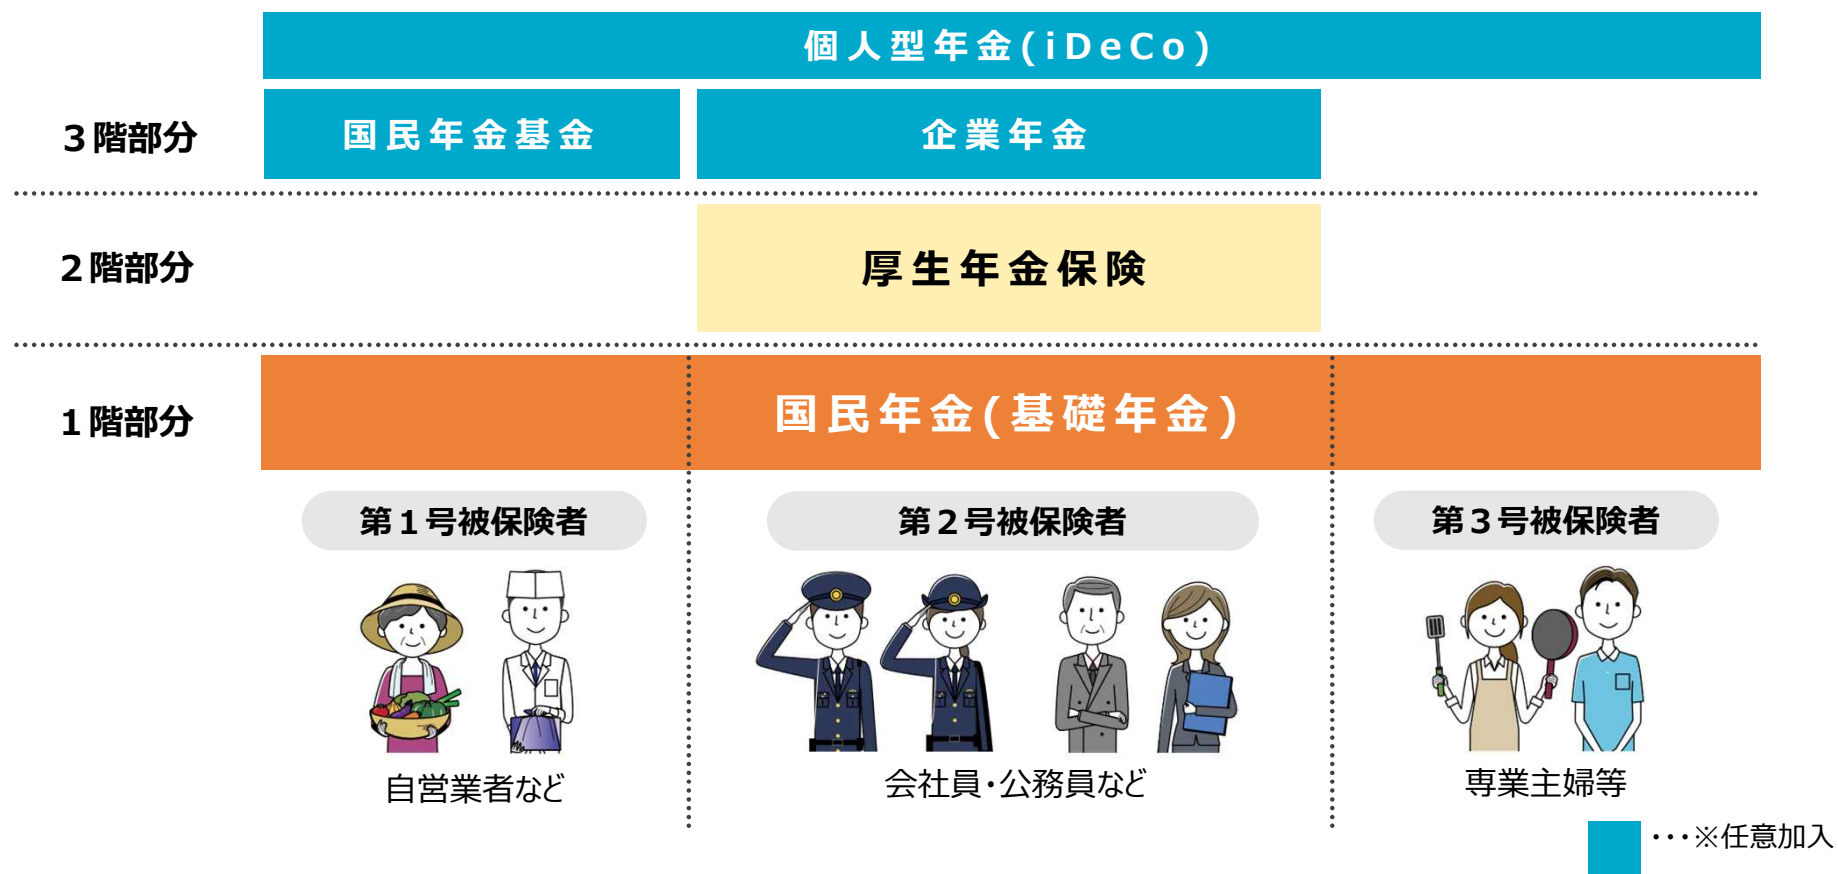 個人型年金(iDeCo)
3階部分
国民年金基金
企業年金
2階部分
厚生年金保険
1階部分
国民年金(基礎年金)
第1号被保険者
第2号被保険者
第3号被保険者
自営業者など
会社員・公務員など
専業主婦等
・・・※任意加入